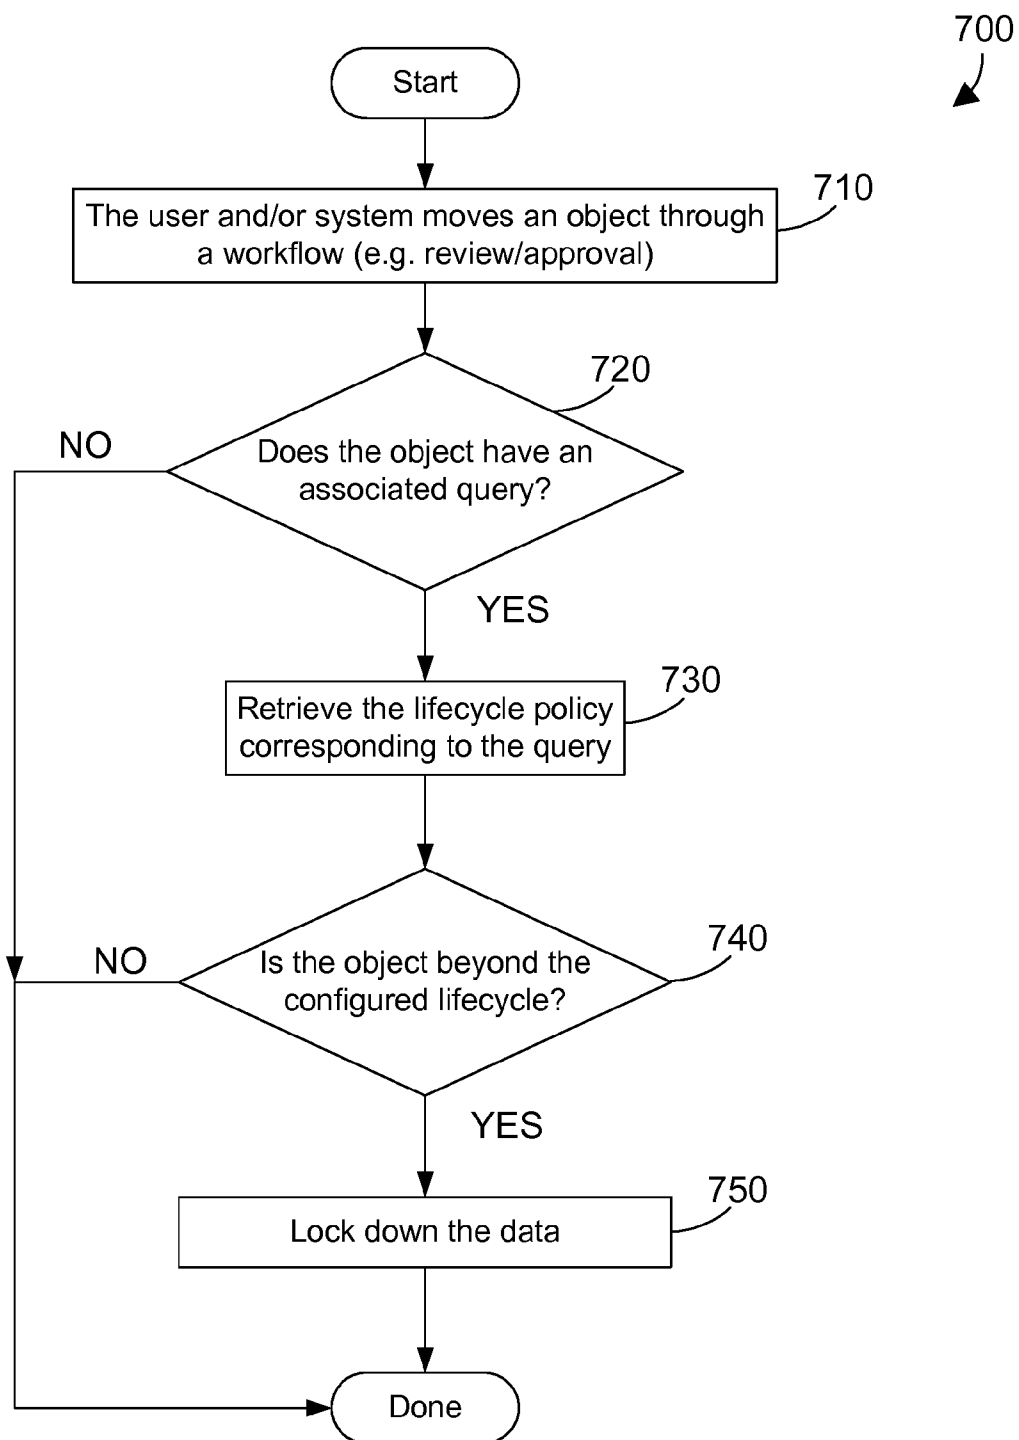 700
Start
710
The user and/or system moves an object through
a workflow (e.g. review/approval)
720
NO
Does the object have an
associated query?
YES
730
Retrieve the lifecycle policy
corresponding to the query
740
NO
Is the object beyond the
configured lifecycle?
YES
750
Lock down the data
Done